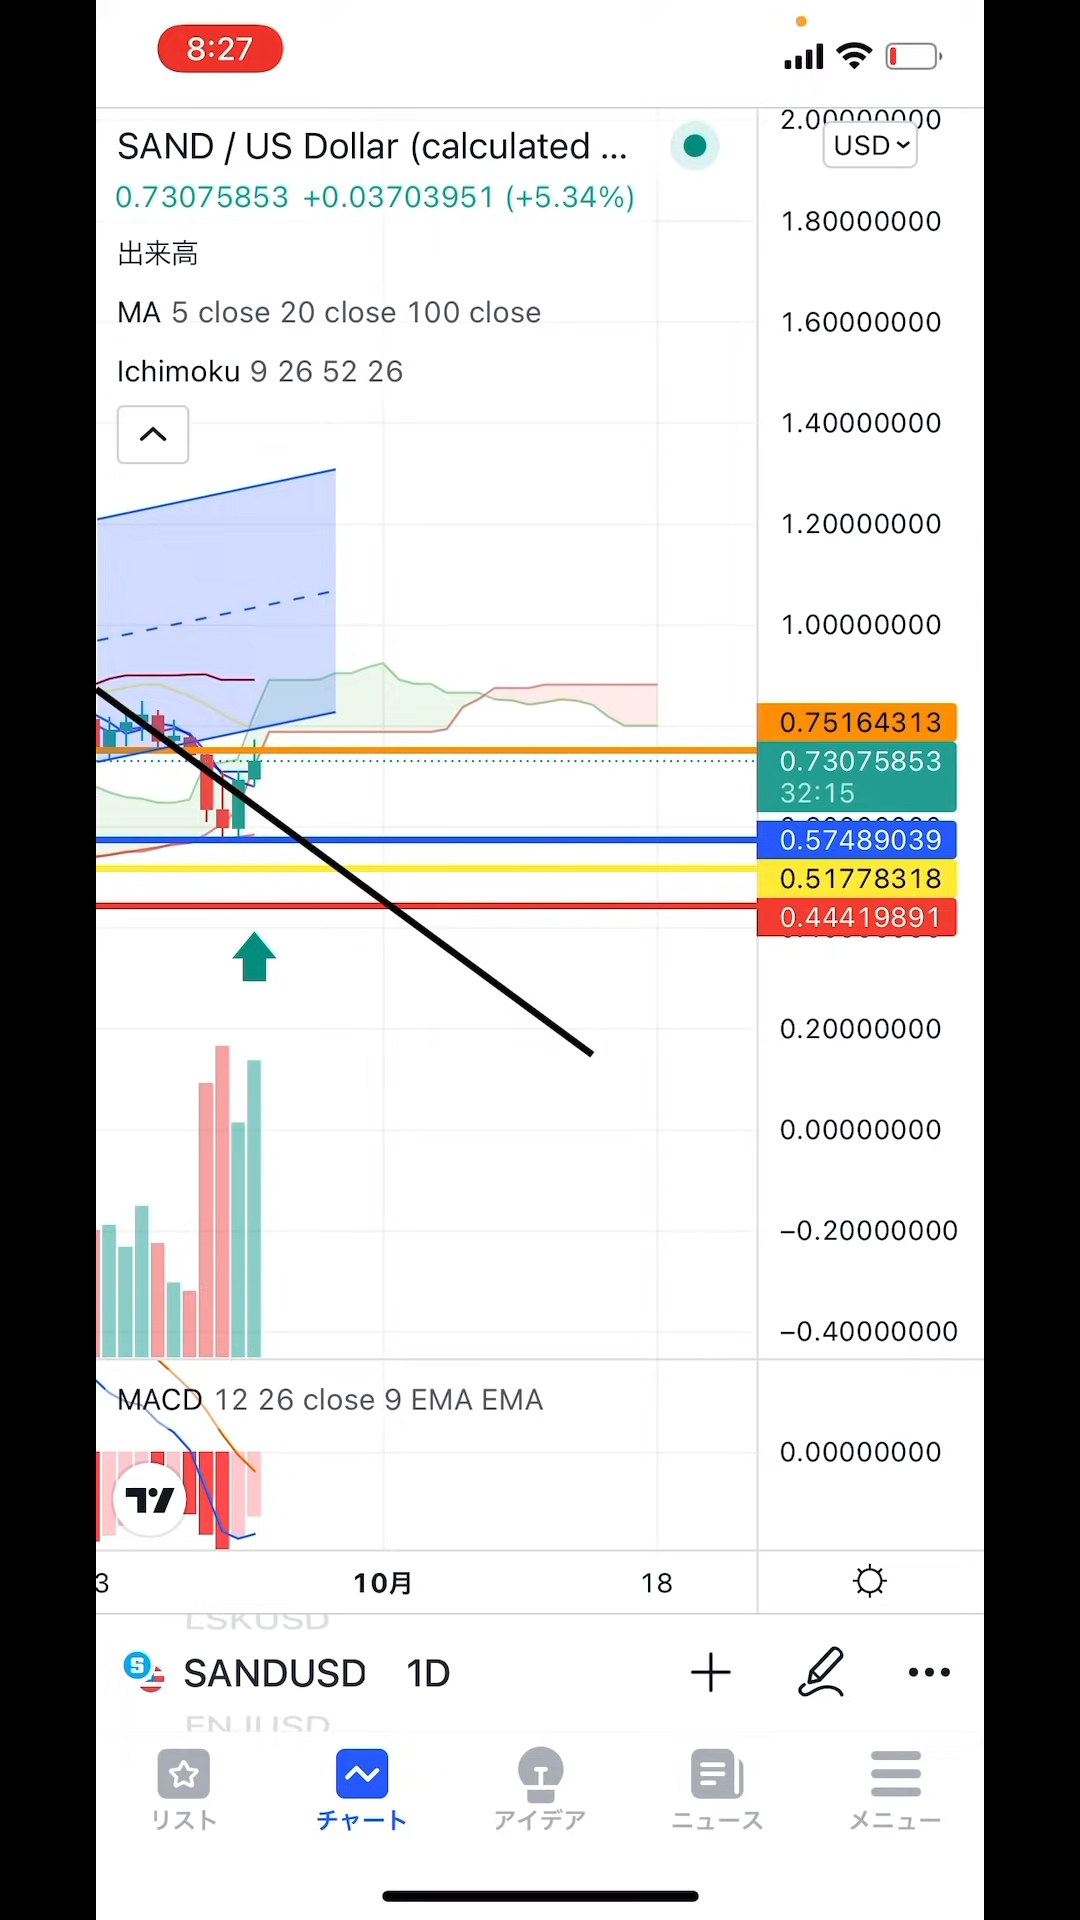 8:27
SAND / US Dollar (calculated ...
0.73075853 +0.03703951 (+5.34%)
出来高
MA 5 close 20 close 100 close
Ichimoku 9 26 52 26
2.00000000
USD
1.80000000
1.60000000
1.40000000
1.20000000
1.00000000
0.75164313
0.73075853
32:15
0.57489039
0.51778318
0.44419891
0.20000000
0.00000000
−0.20000000
−0.40000000
MACD 12 26 close 9 EMA EMA
0.00000000
3 10月 18
LSKUSD
SANDUSD 1D
ENJUSD
リスト チャート アイデア ニュース メニュー